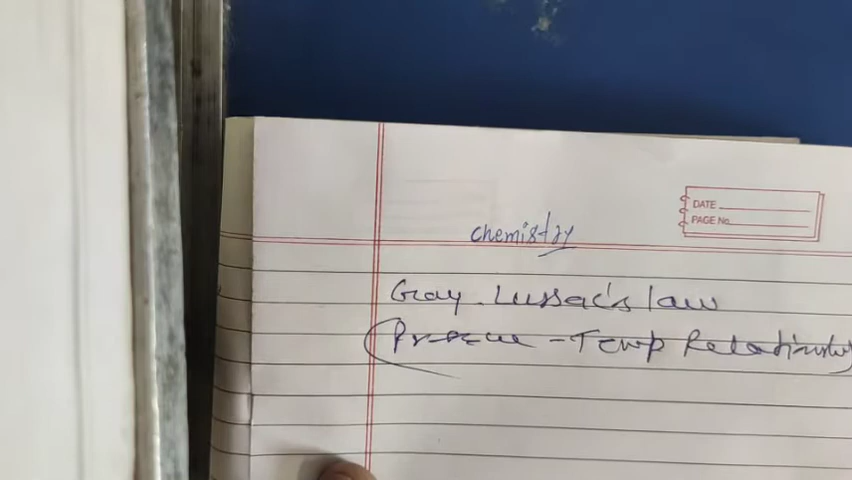 DATE
PAGE No.
chemistry
Gay-Lussac's law
(Pressure - Temp Relationship